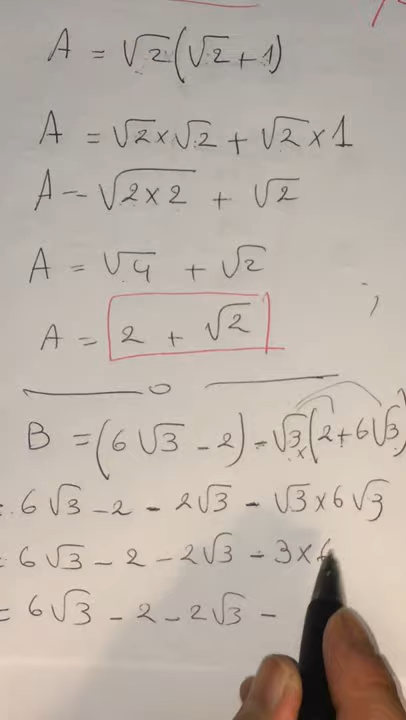 A = √2(√2+1)
A = √2×√2 + √2×1
A = √(2×2) + √2
A = √4 + √2
A = 2 + √2
B = (6√3 - 2) - √3×(2+6√3)
= 6√3 - 2 - 2√3 - √3×6√3
= 6√3 - 2 - 2√3 - 3×6
= 6√3 - 2 - 2√3 -